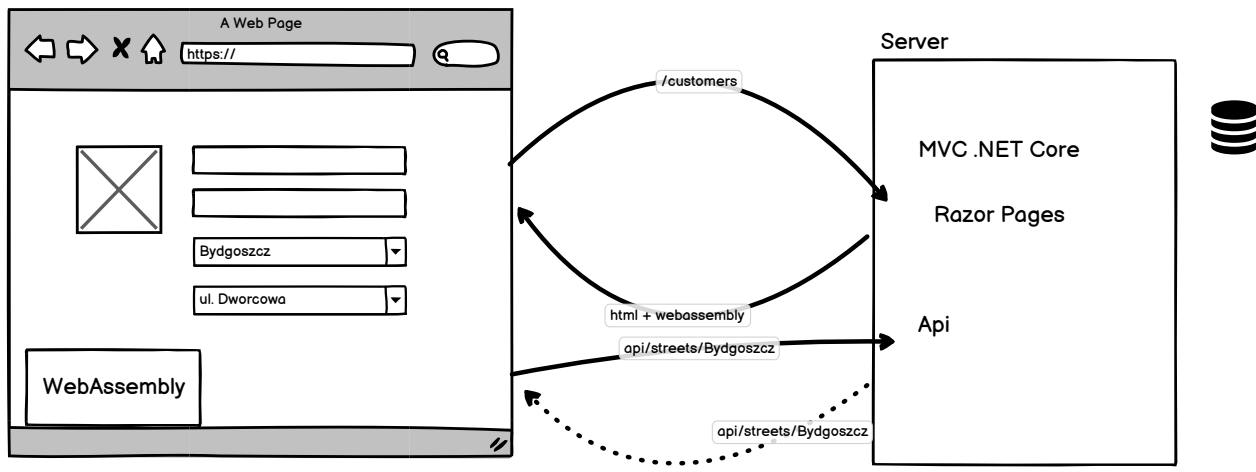 A Web Page
https://
Bydgoszcz
ul. Dworcowa
WebAssembly
/customers
html + webassembly
api/streets/Bydgoszcz
api/streets/Bydgoszcz
Server
MVC .NET Core
Razor Pages
Api